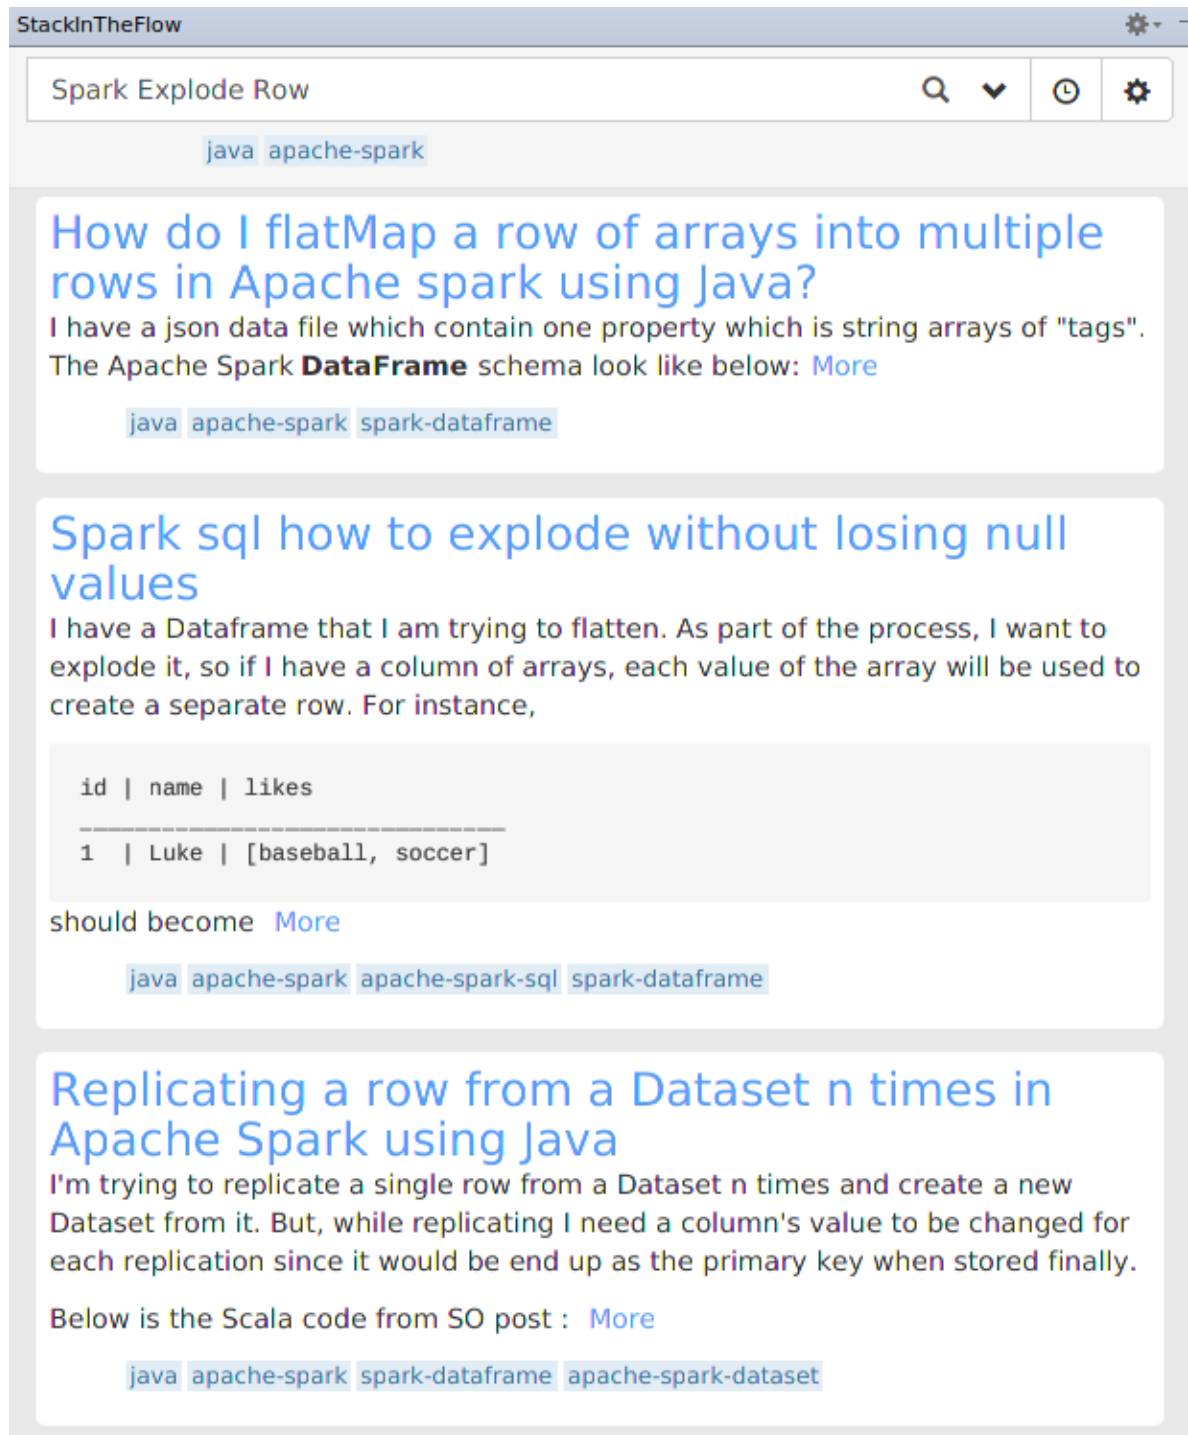 StackInTheFlow
Spark Explode Row
java apache-spark
How do I flatMap a row of arrays into multiple
rows in Apache spark using Java?
I have a json data file which contain one property which is string arrays of "tags".
The Apache Spark DataFrame schema look like below: More
java apache-spark spark-dataframe
Spark sql how to explode without losing null
values
I have a Dataframe that I am trying to flatten. As part of the process, I want to
explode it, so if I have a column of arrays, each value of the array will be used to
create a separate row. For instance,
id | name | likes
_______________________________
1 | Luke | [baseball, soccer]
should become More
java apache-spark apache-spark-sql spark-dataframe
Replicating a row from a Dataset n times in
Apache Spark using Java
I'm trying to replicate a single row from a Dataset n times and create a new
Dataset from it. But, while replicating I need a column's value to be changed for
each replication since it would be end up as the primary key when stored finally.
Below is the Scala code from SO post : More
java apache-spark spark-dataframe apache-spark-dataset